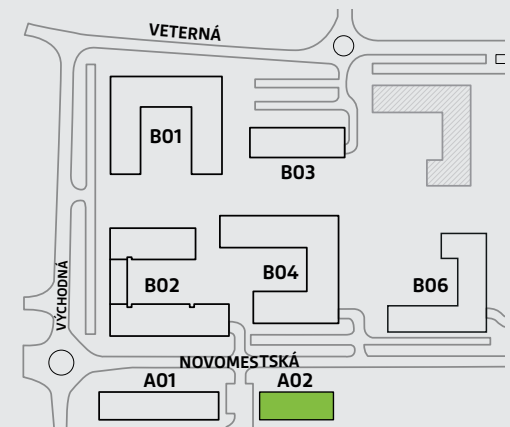 VETERNÁ
B01
B03
VÝCHODNÁ
B02
B04
B06
NOVOMESTSKÁ
A01
A02